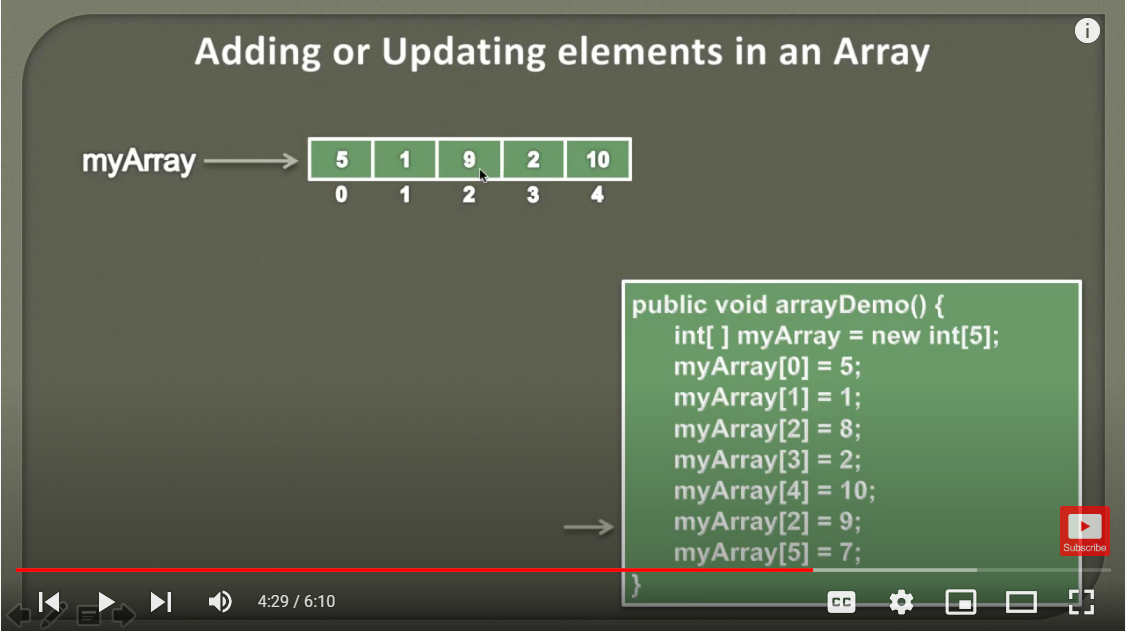 Adding or Updating elements in an Array
myArray
5 1 9 2 10
0 1 2 3 4
public void arrayDemo() {
int[ ] myArray = new int[5];
myArray[0] = 5;
myArray[1] = 1;
myArray[2] = 8;
myArray[3] = 2;
myArray[4] = 10;
myArray[2] = 9;
myArray[5] = 7;
}
Subscribe
4:29 / 6:10
CC
i